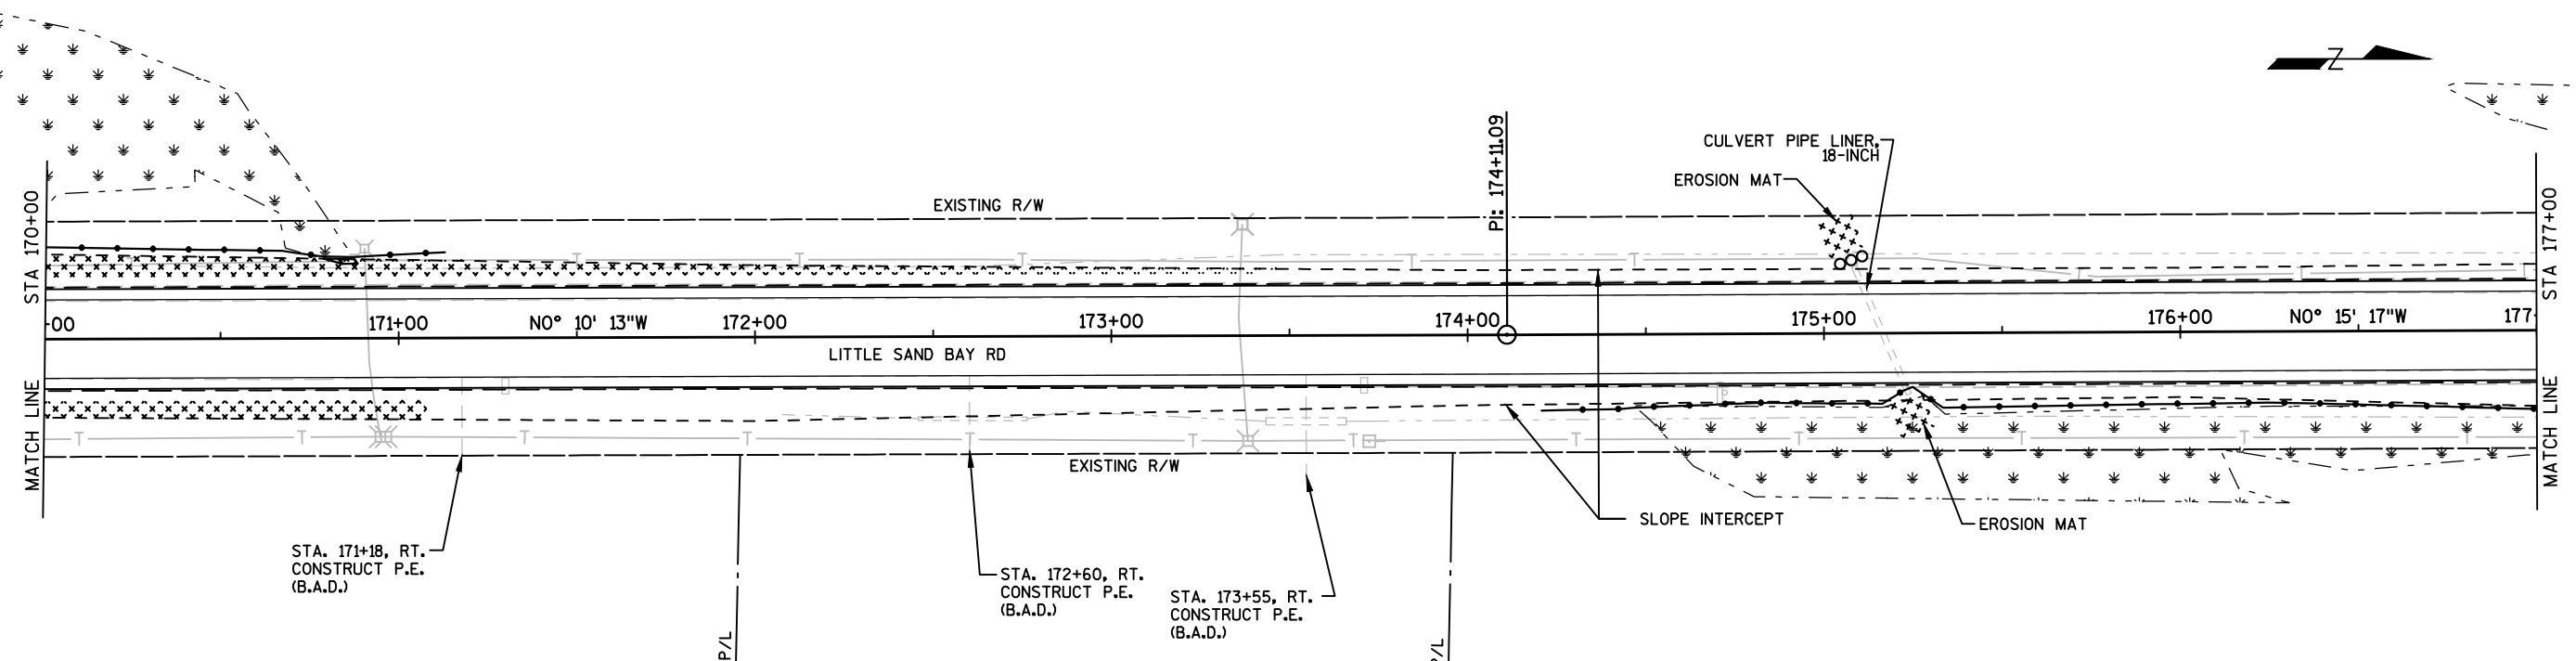 Z
PI: 174+11.09
CULVERT PIPE LINER,
18-INCH
EROSION MAT
EXISTING R/W
STA 170+00
STA 177+00
T T T T T
+00
171+00
N0° 10' 13"W
172+00
173+00
174+00
175+00
176+00
N0° 15' 17"W
177
LITTLE SAND BAY RD
MATCH LINE
MATCH LINE
T T T T T T T T T T T
EXISTING R/W
SLOPE INTERCEPT
EROSION MAT
STA. 171+18, RT.
CONSTRUCT P.E.
(B.A.D.)
STA. 172+60, RT.
CONSTRUCT P.E.
(B.A.D.)
STA. 173+55, RT.
CONSTRUCT P.E.
(B.A.D.)
P/L
P/L